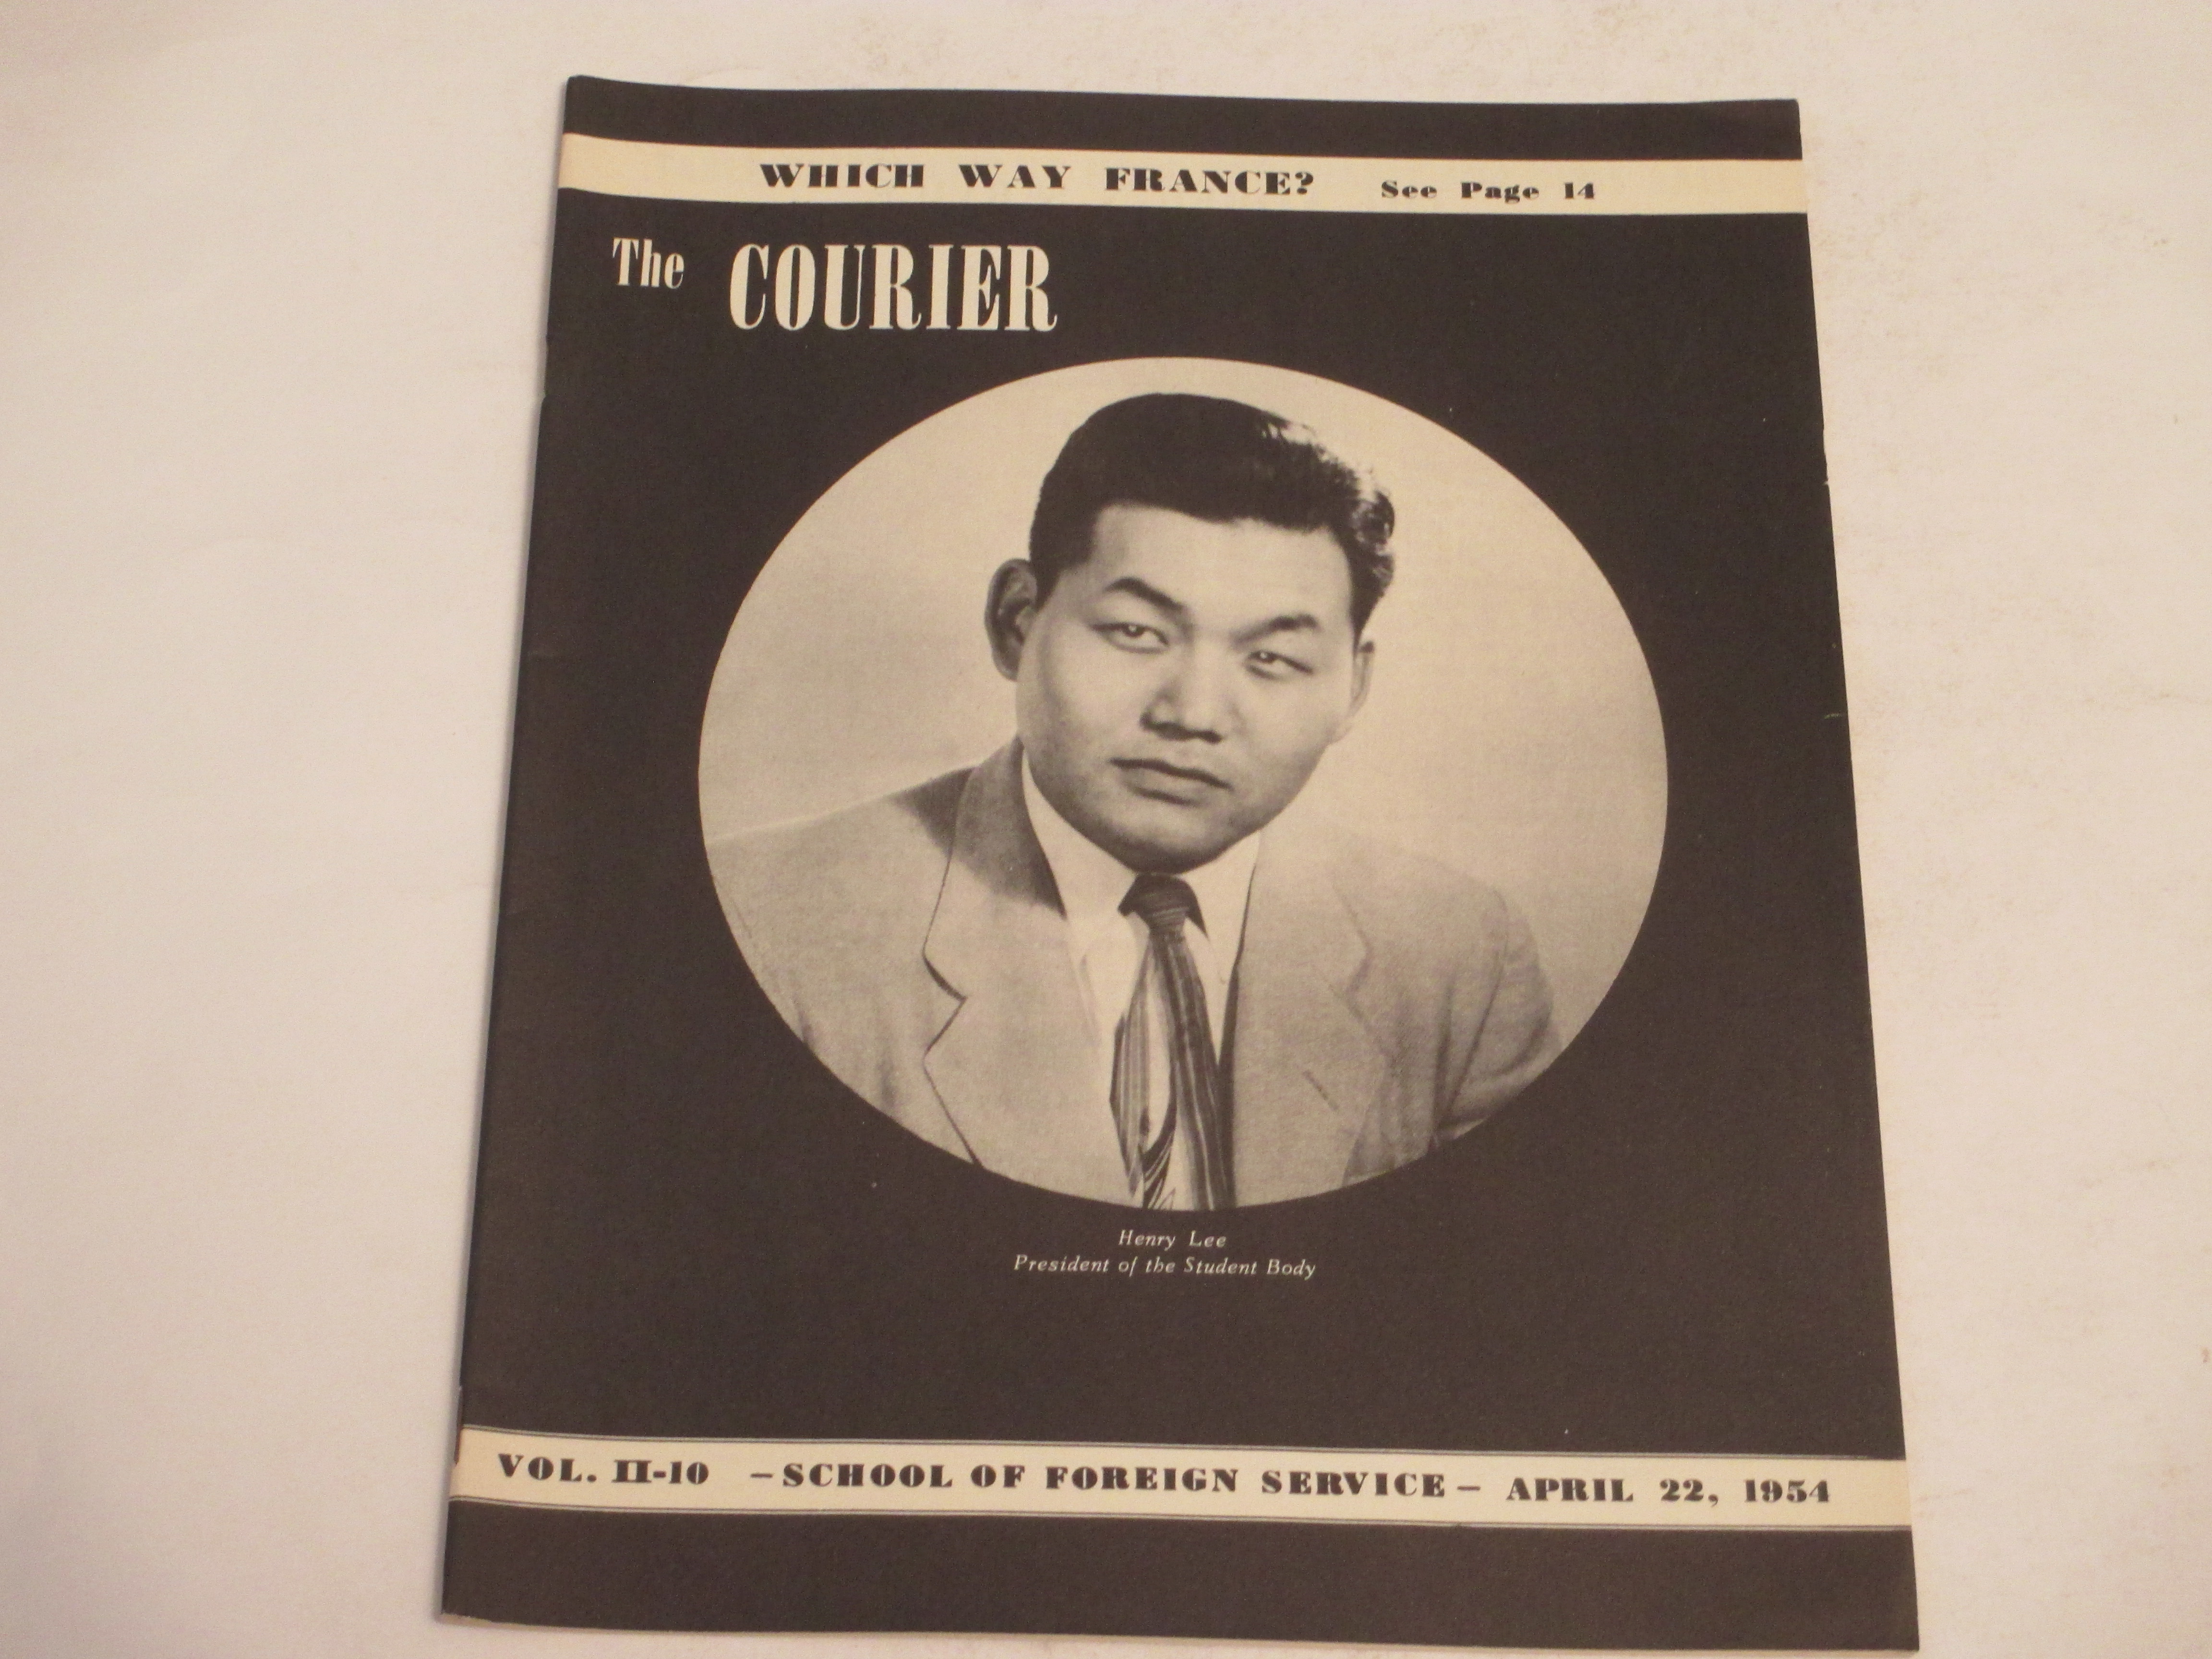 WHICH WAY FRANCE? See Page 14
The COURIER
Henry Lee
President of the Student Body
VOL. II-10 — SCHOOL OF FOREIGN SERVICE — APRIL 22, 1954